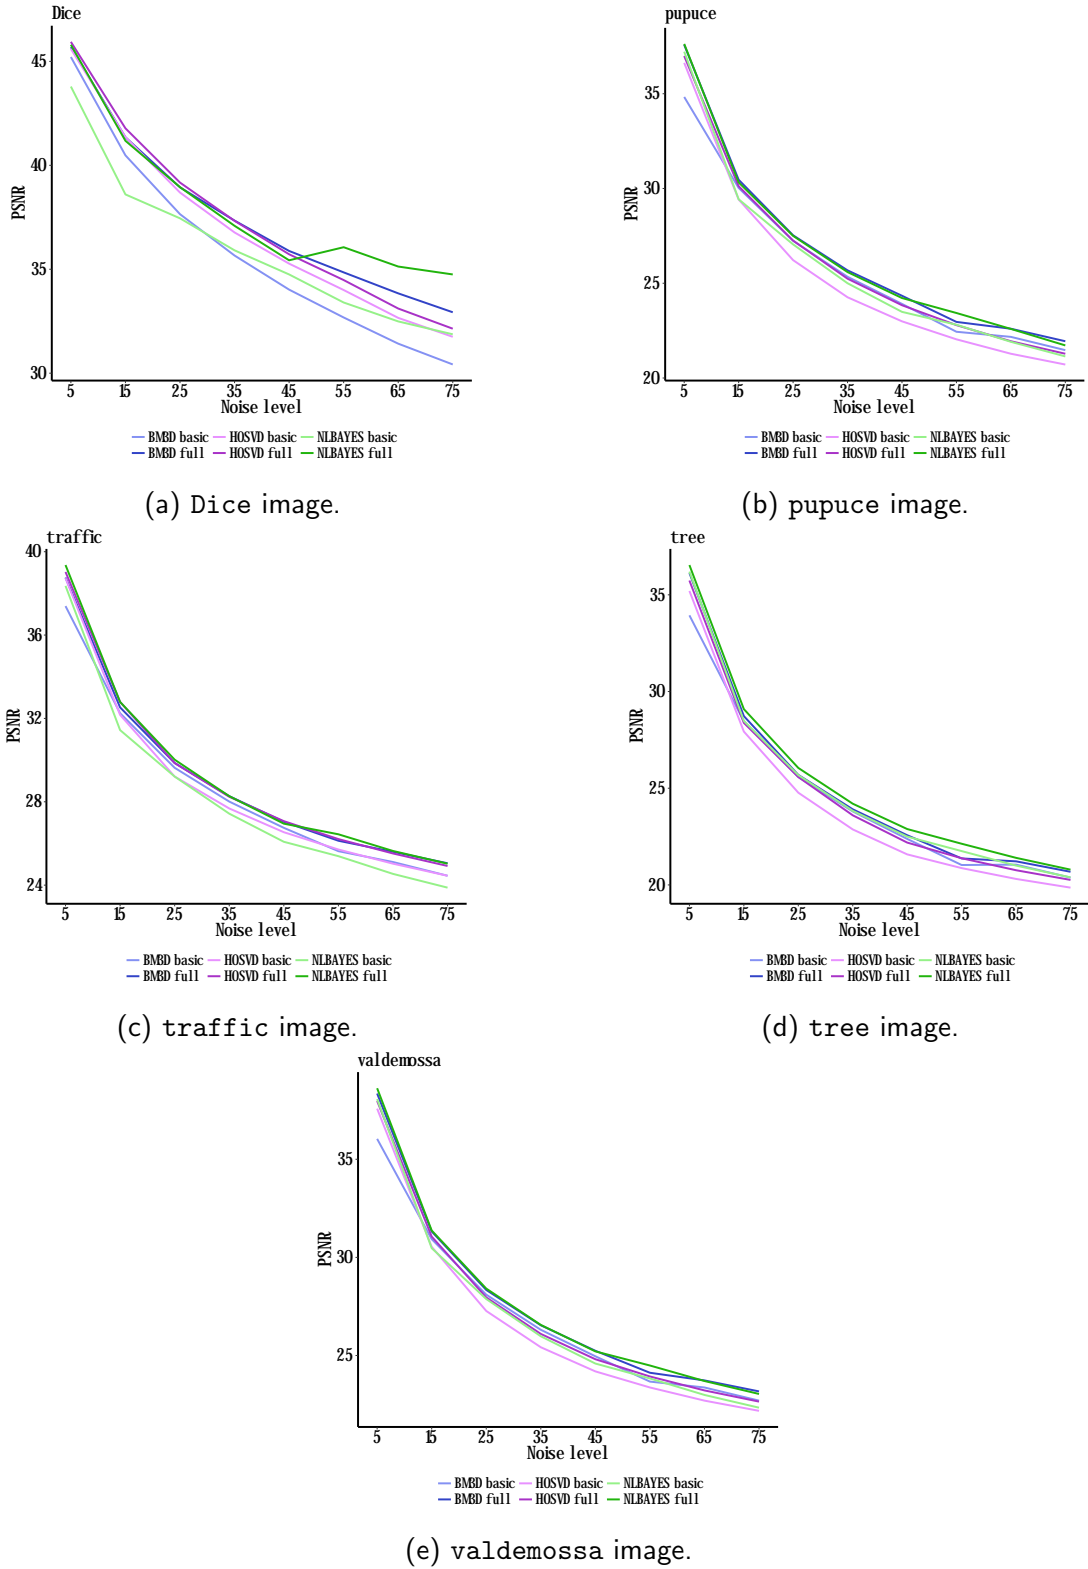 Dice
45
40
35
30
PSNR
5 15 25 35 45 55 65 75
Noise level
BM3D basic HOSVD basic NLBAYES basic
BM3D full HOSVD full NLBAYES full
(a) Dice image.
pupuce
35
30
25
20
PSNR
5 15 25 35 45 55 65 75
Noise level
BM3D basic HOSVD basic NLBAYES basic
BM3D full HOSVD full NLBAYES full
(b) pupuce image.
traffic
40
36
32
28
24
PSNR
5 15 25 35 45 55 65 75
Noise level
BM3D basic HOSVD basic NLBAYES basic
BM3D full HOSVD full NLBAYES full
(c) traffic image.
tree
35
30
25
20
PSNR
5 15 25 35 45 55 65 75
Noise level
BM3D basic HOSVD basic NLBAYES basic
BM3D full HOSVD full NLBAYES full
(d) tree image.
valdemossa
35
30
25
PSNR
5 15 25 35 45 55 65 75
Noise level
BM3D basic HOSVD basic NLBAYES basic
BM3D full HOSVD full NLBAYES full
(e) valdemossa image.